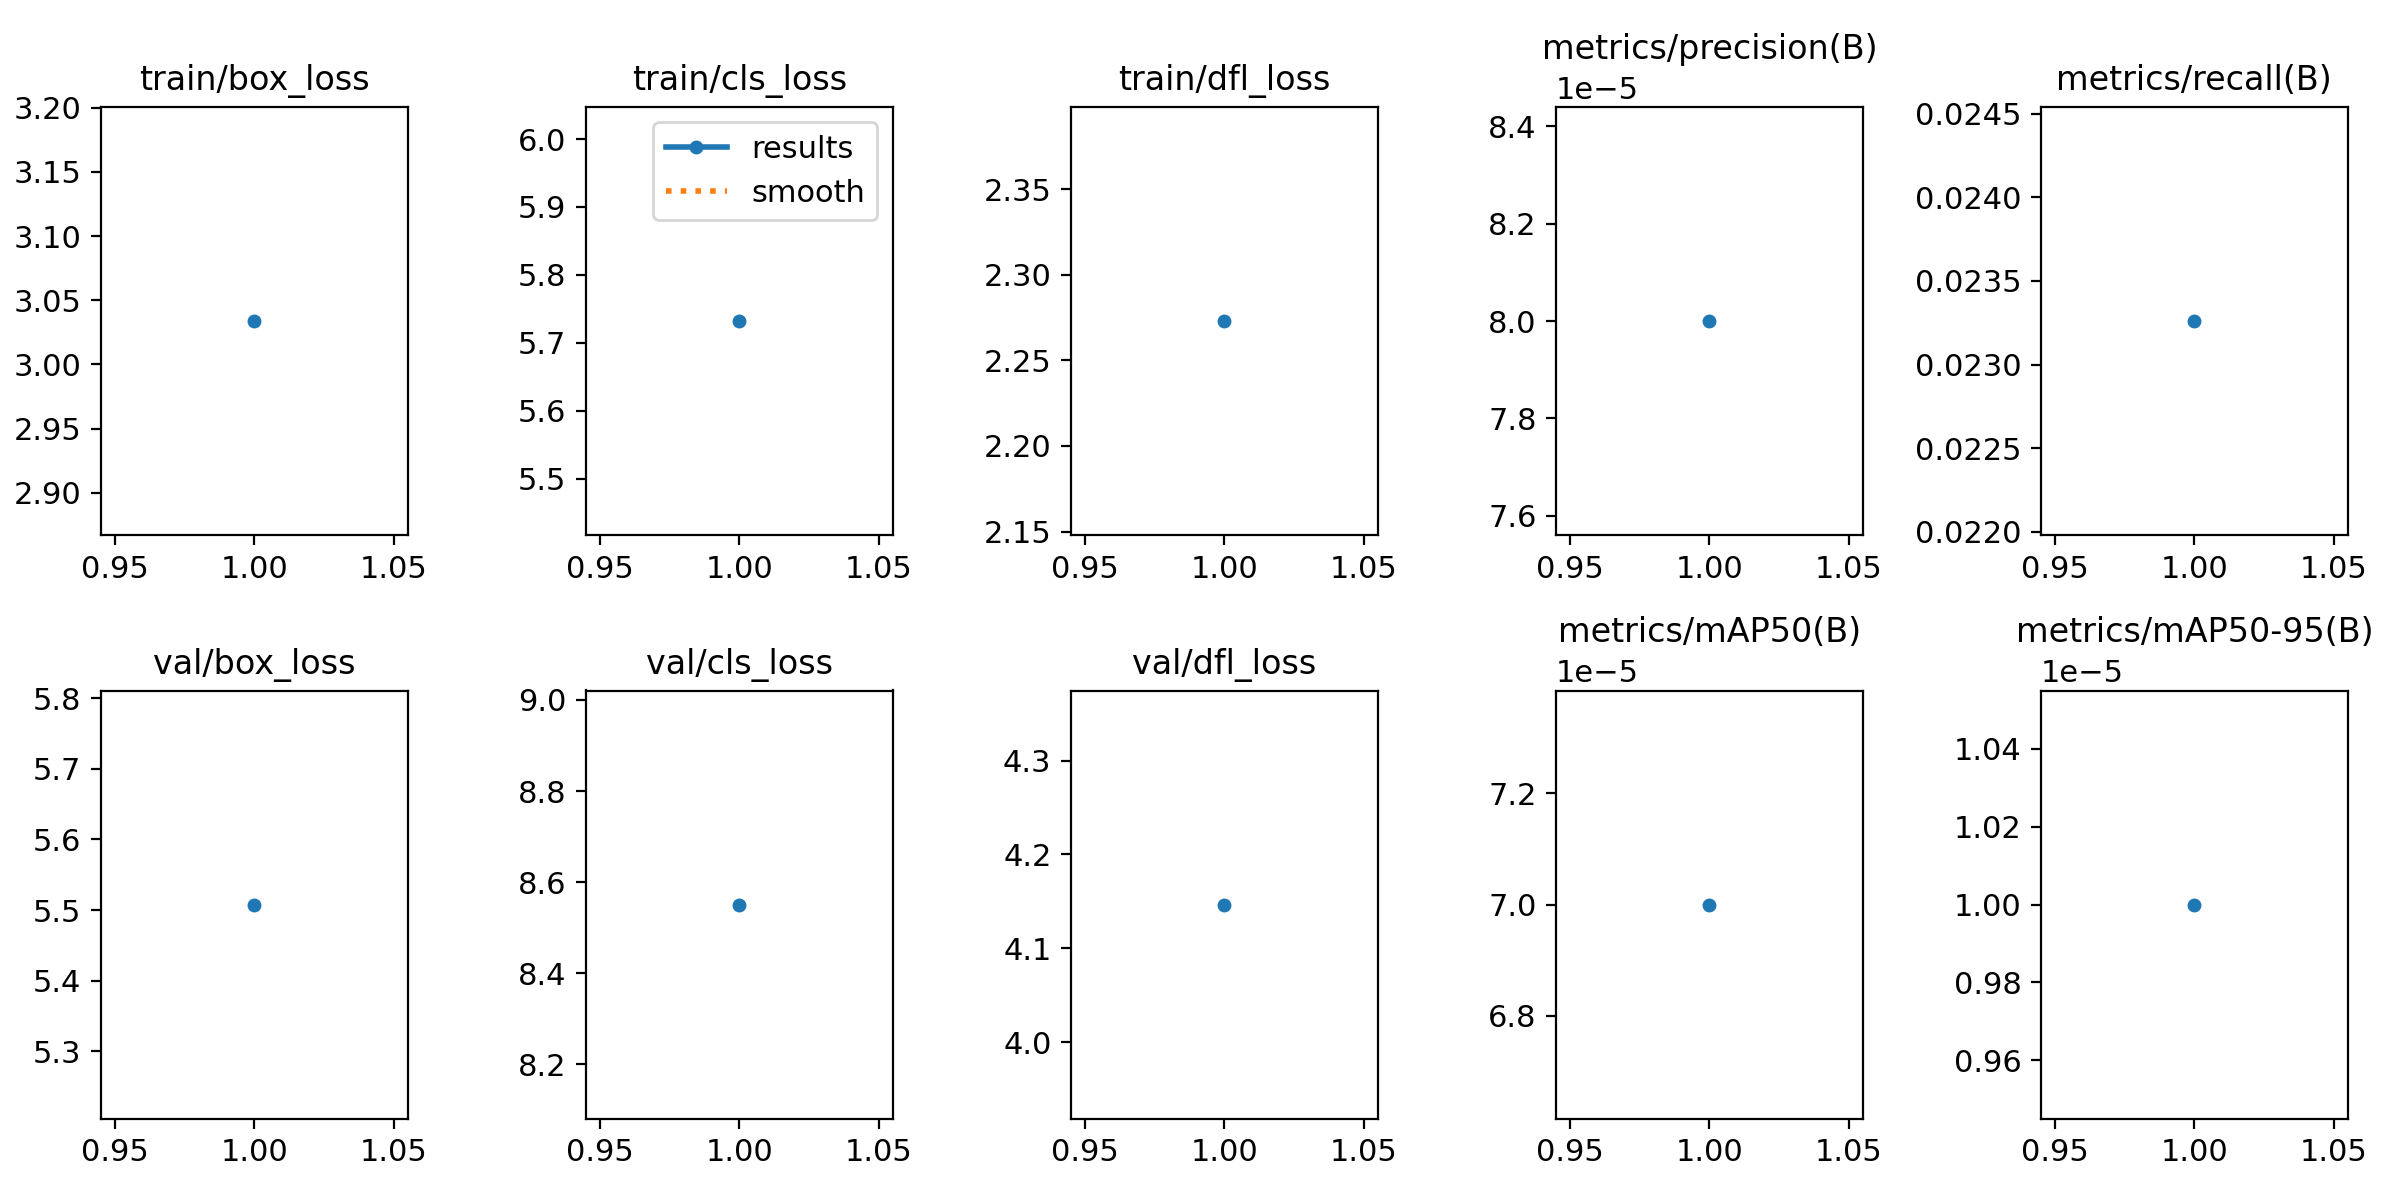 train/box_loss
3.20
3.15
3.10
3.05
3.00
2.95
2.90
0.95 1.00 1.05
train/cls_loss
results
smooth
6.0
5.9
5.8
5.7
5.6
5.5
0.95 1.00 1.05
train/dfl_loss
2.35
2.30
2.25
2.20
2.15
0.95 1.00 1.05
metrics/precision(B)
1e−5
8.4
8.2
8.0
7.8
7.6
0.95 1.00 1.05
metrics/recall(B)
0.0245
0.0240
0.0235
0.0230
0.0225
0.0220
0.95 1.00 1.05
val/box_loss
5.8
5.7
5.6
5.5
5.4
5.3
0.95 1.00 1.05
val/cls_loss
9.0
8.8
8.6
8.4
8.2
0.95 1.00 1.05
val/dfl_loss
4.3
4.2
4.1
4.0
0.95 1.00 1.05
metrics/mAP50(B)
1e−5
7.2
7.0
6.8
0.95 1.00 1.05
metrics/mAP50-95(B)
1e−5
1.04
1.02
1.00
0.98
0.96
0.95 1.00 1.05